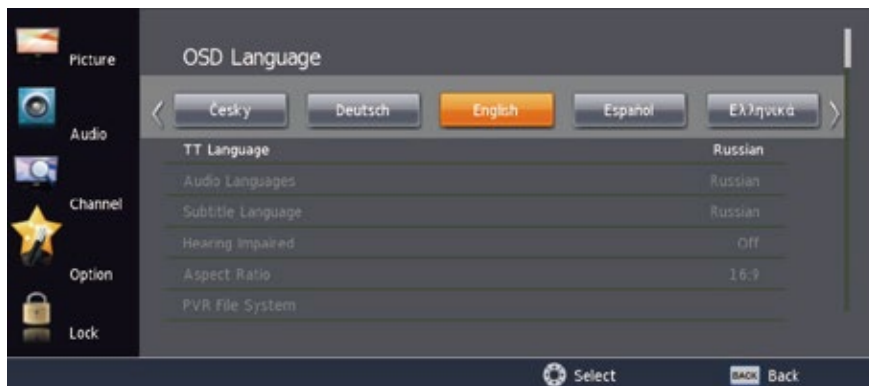 Picture
Audio
Channel
Option
Lock
OSD Language
Česky Deutsch English Español Ελληνικά
TT Language Russian
Audio Languages Russian
Subtitle Language Russian
Hearing Impaired Off
Aspect Ratio 16:9
PVR File System
Select BACK Back